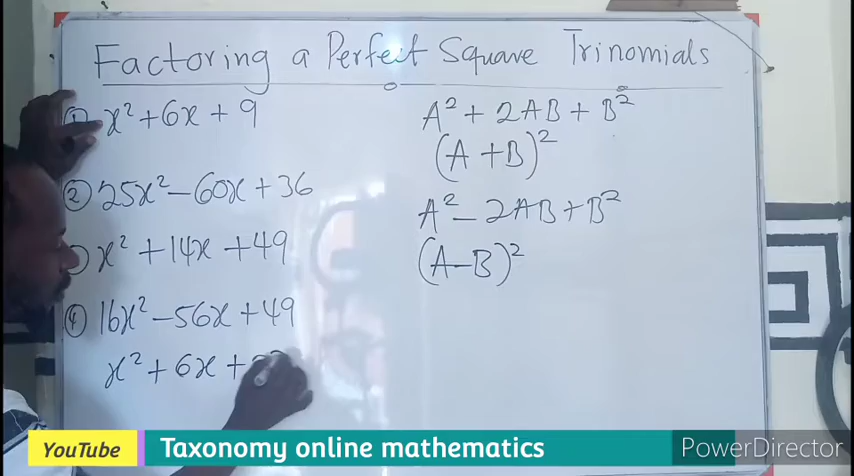 Factoring a Perfect Square Trinomials
① x² + 6x + 9
② 25x² - 60x + 36
x² + 14x + 49
④ 16x² - 56x + 49
x² + 6x +
A² + 2AB + B²
(A + B)²
A² - 2AB + B²
(A - B)²
YouTube
Taxonomy online mathematics
PowerDirector